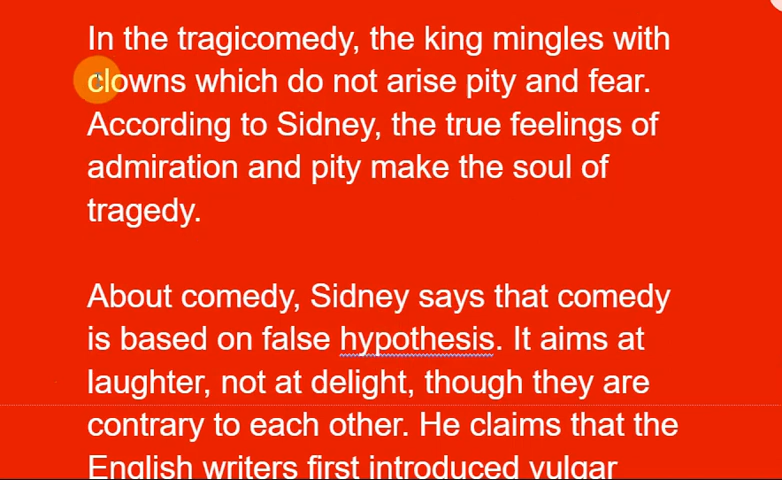 In the tragicomedy, the king mingles with
clowns which do not arise pity and fear.
According to Sidney, the true feelings of
admiration and pity make the soul of
tragedy.
About comedy, Sidney says that comedy
is based on false hypothesis. It aims at
laughter, not at delight, though they are
contrary to each other. He claims that the
English writers first introduced vulgar